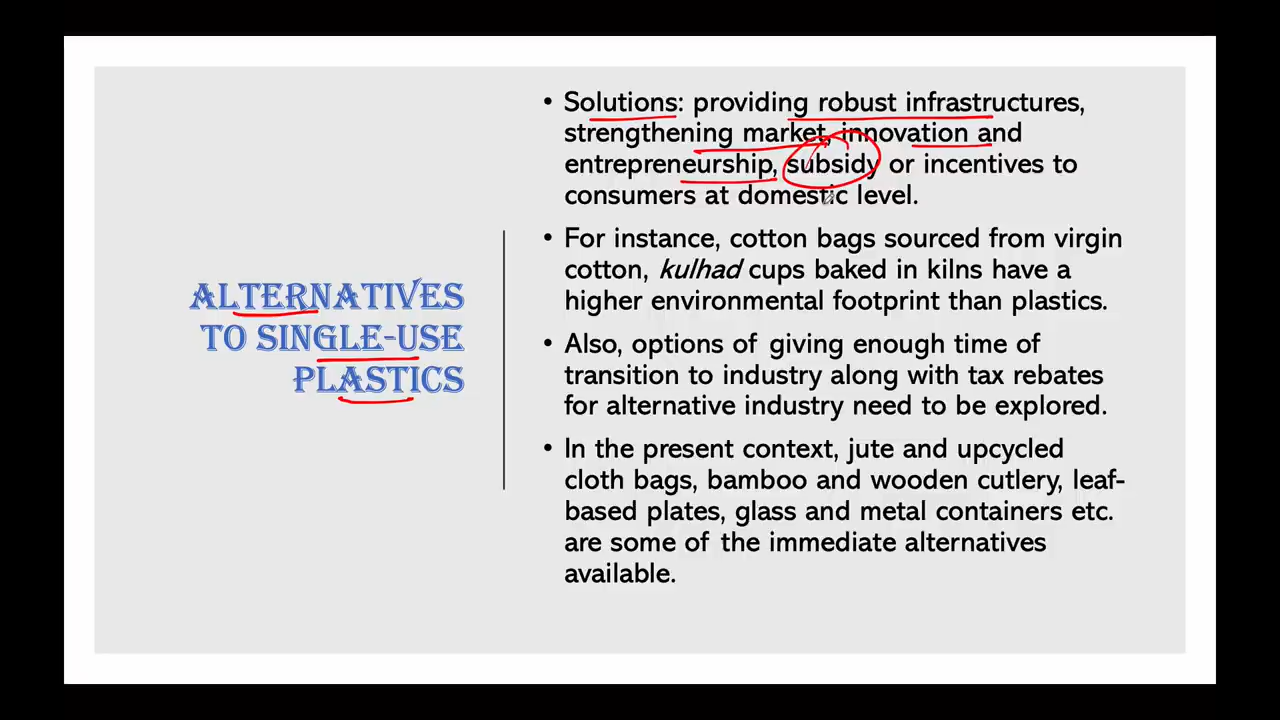 ALTERNATIVES
TO SINGLE-USE
PLASTICS
• Solutions: providing robust infrastructures,
strengthening market, innovation and
entrepreneurship, subsidy or incentives to
consumers at domestic level.
• For instance, cotton bags sourced from virgin
cotton, kulhad cups baked in kilns have a
higher environmental footprint than plastics.
• Also, options of giving enough time of
transition to industry along with tax rebates
for alternative industry need to be explored.
• In the present context, jute and upcycled
cloth bags, bamboo and wooden cutlery, leaf-
based plates, glass and metal containers etc.
are some of the immediate alternatives
available.